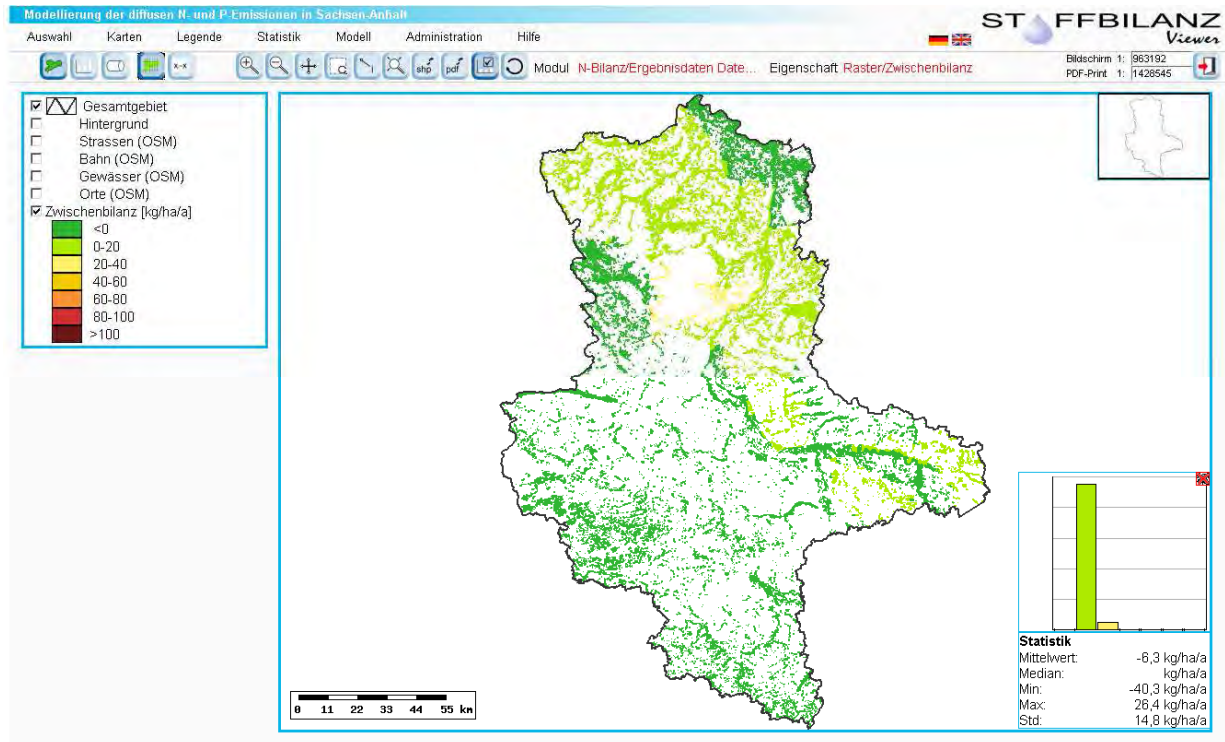 Modellierung der diffusen N- und P-Emissionen in Sachsen-Anhalt
ST FFBILANZ
Viewer
Auswahl Karten Legende Statistik Modell Administration Hilfe
shp pdf Modul N-Bilanz/Ergebnisdaten Date... Eigenschaft Raster/Zwischenbilanz
x-x
Bildschirm 1: 963192
PDF-Print 1: 1428545
Gesamtgebiet
Hintergrund
Strassen (OSM)
Bahn (OSM)
Gewässer (OSM)
Orte (OSM)
Zwischenbilanz [kg/ha/a]
<0
0-20
20-40
40-60
60-80
80-100
>100
0 11 22 33 44 55 km
Statistik
Mittelwert: -6,3 kg/ha/a
Median: kg/ha/a
Min: -40,3 kg/ha/a
Max: 26,4 kg/ha/a
Std: 14,8 kg/ha/a